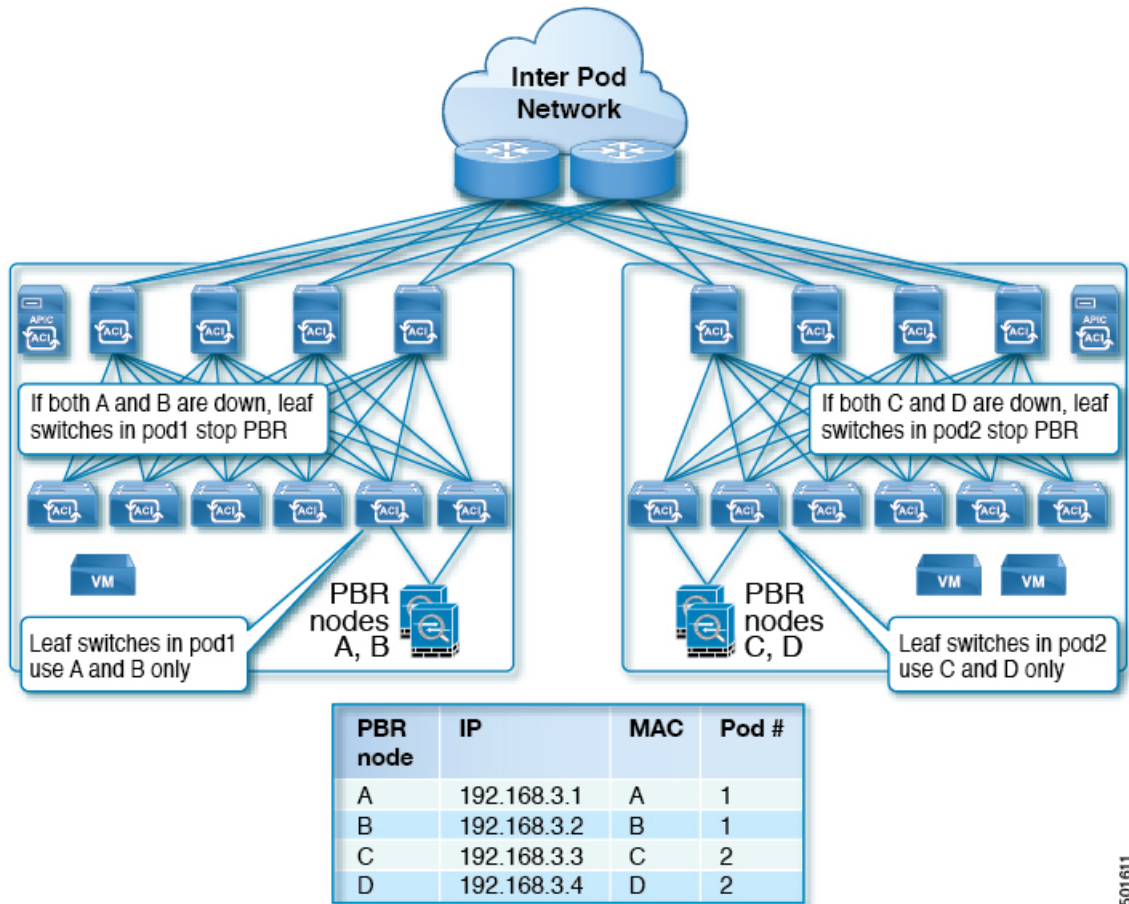 Inter Pod
Network
APIC
ACI
ACI
ACI
ACI
ACI
ACI
ACI
ACI
ACI
APIC
ACI
If both A and B are down, leaf
switches in pod1 stop PBR
If both C and D are down, leaf
switches in pod2 stop PBR
ACI
ACI
ACI
ACI
ACI
ACI
ACI
ACI
ACI
ACI
ACI
ACI
VM
PBR
nodes
A, B
Leaf switches in pod1
use A and B only
PBR
nodes
C, D
VM
VM
Leaf switches in pod2
use C and D only
PBR node IP MAC Pod #
A 192.168.3.1 A 1
B 192.168.3.2 B 1
C 192.168.3.3 C 2
D 192.168.3.4 D 2
501611